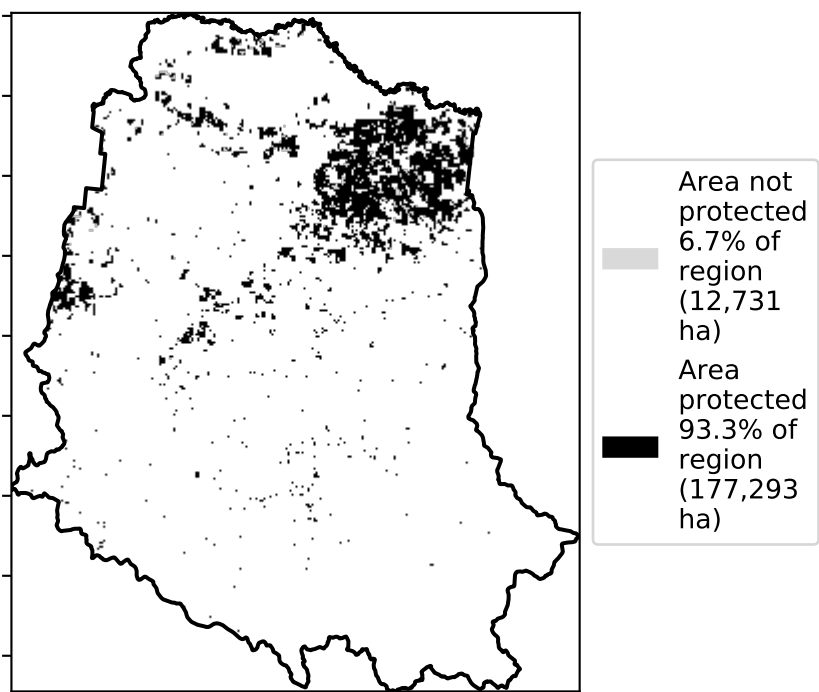 Area not
protected
6.7% of
region
(12,731
ha)
Area
protected
93.3% of
region
(177,293
ha)